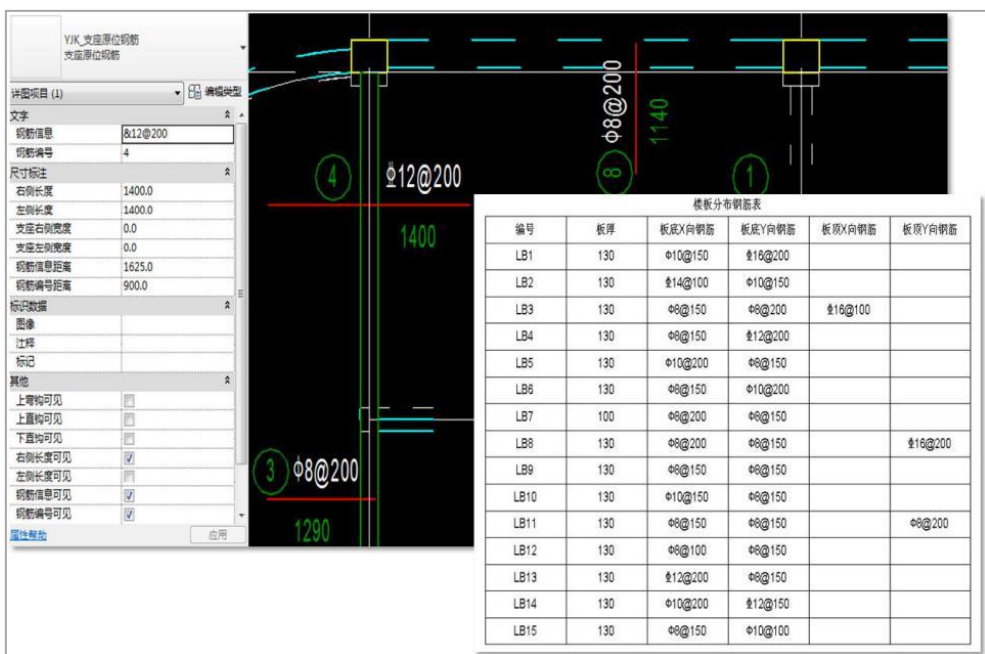 YJK_支座原位钢筋
支座原位钢筋
详图项目 (1) 编辑类型
文字
钢筋信息 &12@200
钢筋编号 4
尺寸标注
右侧长度 1400.0
左侧长度 1400.0
支座右侧宽度 0.0
支座左侧宽度 0.0
钢筋信息距离 1625.0
钢筋编号距离 900.0
标识数据
图像
注释
标记
其他
上弯钩可见
上直钩可见
下直钩可见
右侧长度可见
左侧长度可见
钢筋信息可见
钢筋编号可见
属性帮助 应用
4 ⌽12@200
1400
8 Φ8@200
1140
1
3 Φ8@200
1290
楼板分布钢筋表
编号 板厚 板底X向钢筋 板底Y向钢筋 板顶X向钢筋 板顶Y向钢筋
LB1 130 Φ10@150 ⌽16@200
LB2 130 ⌽14@100 Φ10@150
LB3 130 Φ8@150 Φ8@200 ⌽16@100
LB4 130 Φ8@150 ⌽12@200
LB5 130 Φ10@200 Φ8@150
LB6 130 Φ8@150 Φ10@200
LB7 100 Φ8@200 Φ8@150
LB8 130 Φ8@200 Φ8@150 ⌽16@200
LB9 130 Φ8@150 Φ8@150
LB10 130 Φ10@150 Φ8@150
LB11 130 Φ8@150 Φ8@150 Φ8@200
LB12 130 Φ8@100 Φ8@150
LB13 130 ⌽12@200 Φ8@150
LB14 130 Φ10@200 ⌽12@150
LB15 130 Φ8@150 Φ10@100